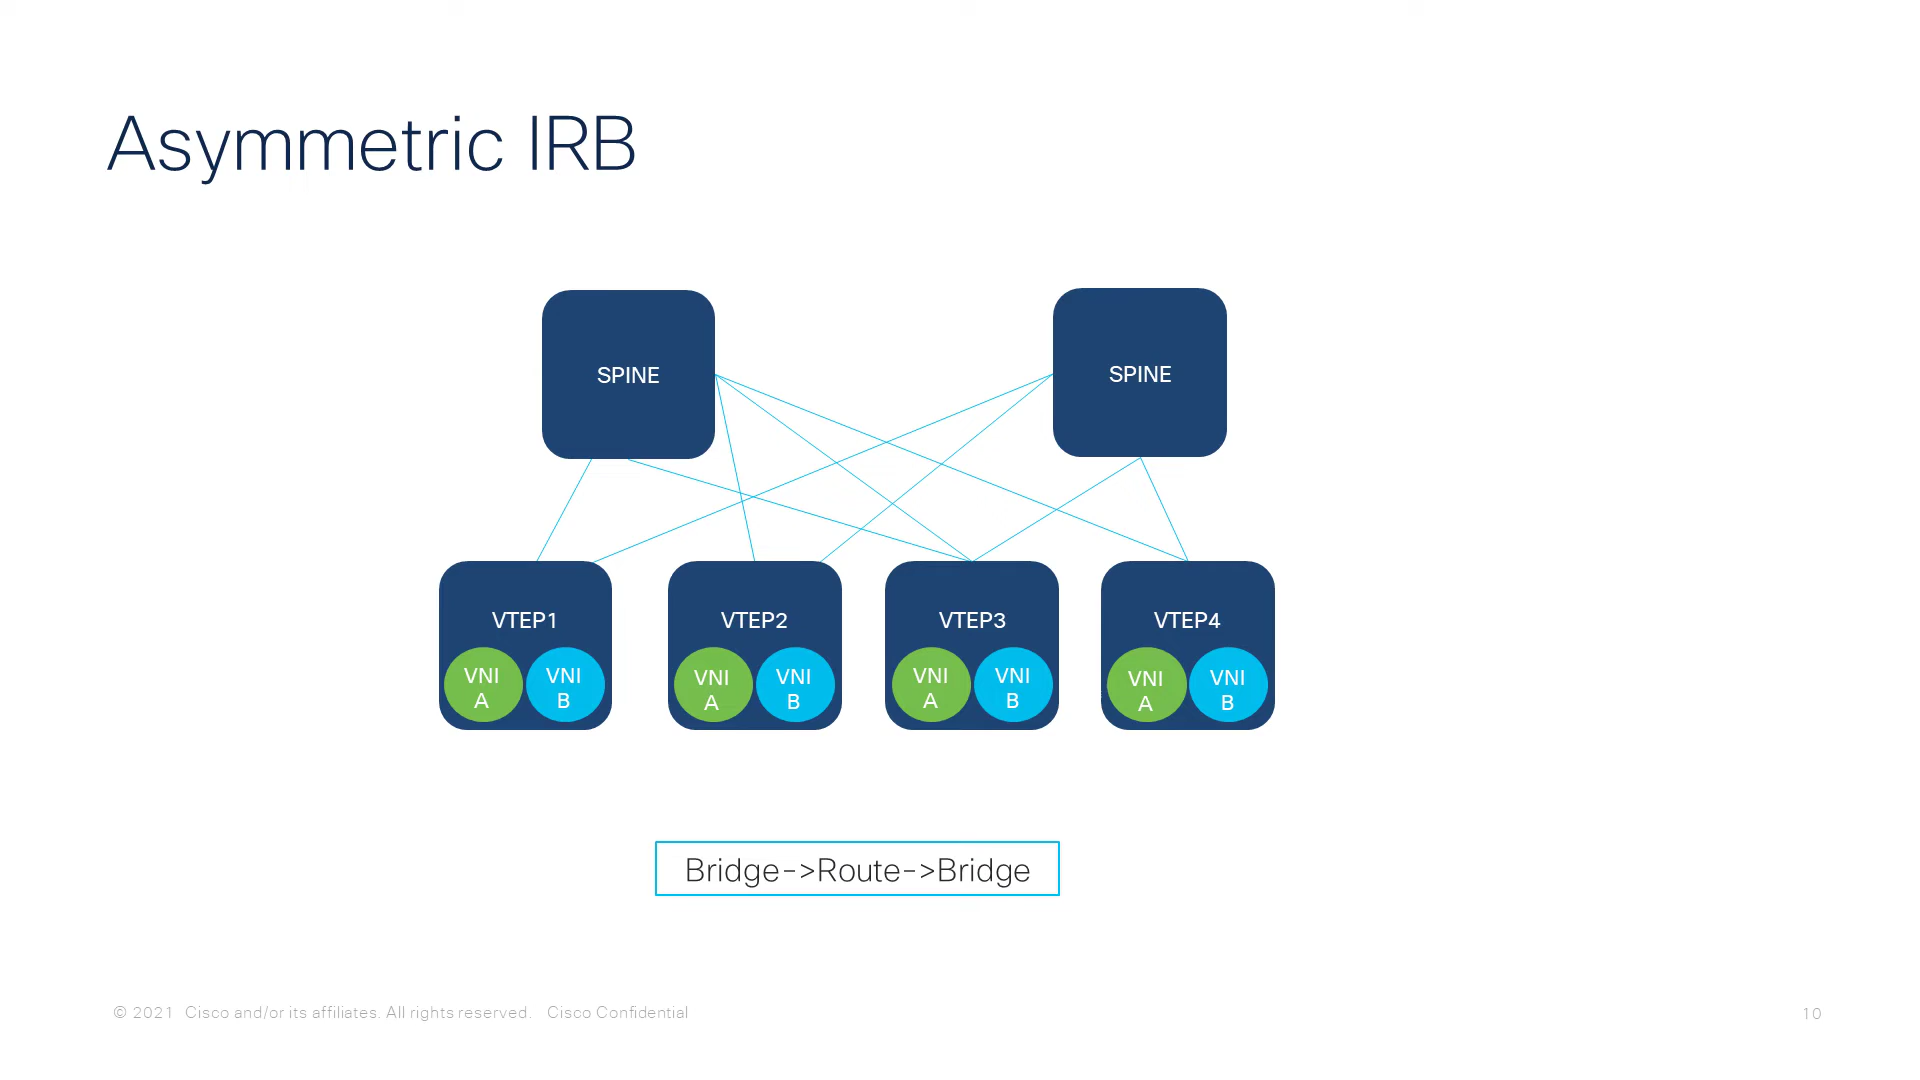 Asymmetric IRB
SPINE
SPINE
VTEP1
VTEP2
VTEP3
VTEP4
VNI
A
VNI
B
VNI
A
VNI
B
VNI
A
VNI
B
VNI
A
VNI
B
Bridge->Route->Bridge
© 2021 Cisco and/or its affiliates. All rights reserved. Cisco Confidential
10